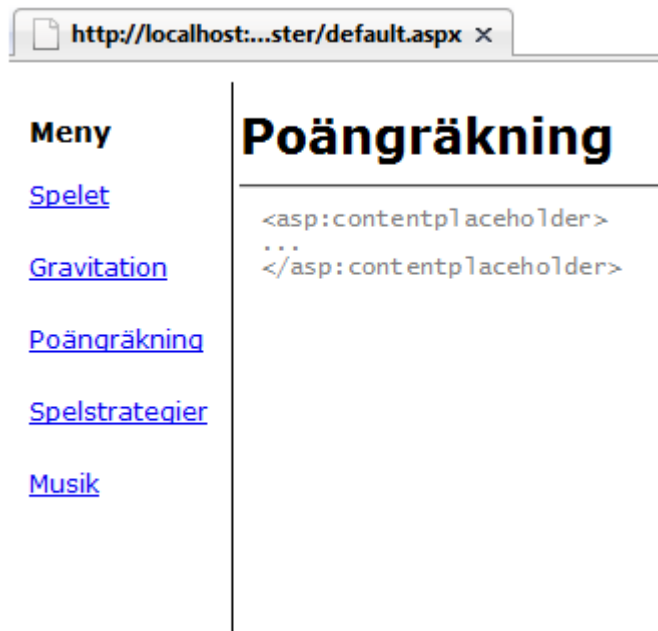 http://localhost:...ster/default.aspx ×
Meny
Spelet
Gravitation
Poängräkning
Spelstrategier
Musik
Poängräkning
<asp:contentplaceholder>
...
</asp:contentplaceholder>